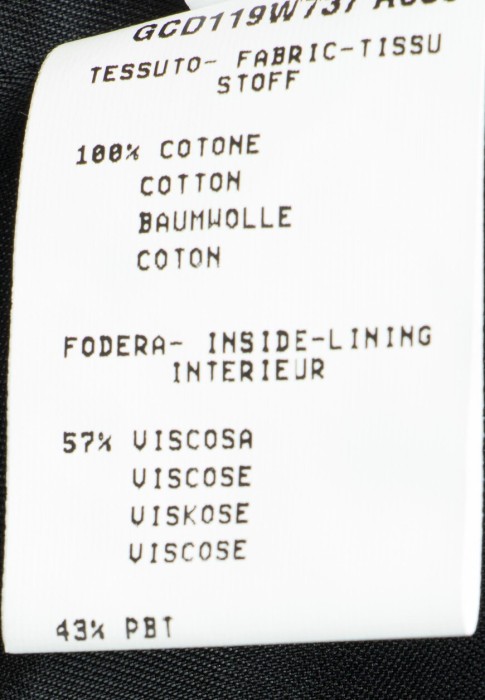 GCD119W737
TESSUTO- FABRIC-TISSU
STOFF
100% COTONE
COTTON
BAUMWOLLE
COTON
FODERA- INSIDE-LINING
INTERIEUR
57% VISCOSA
VISCOSE
VISKOSE
VISCOSE
43% PBT